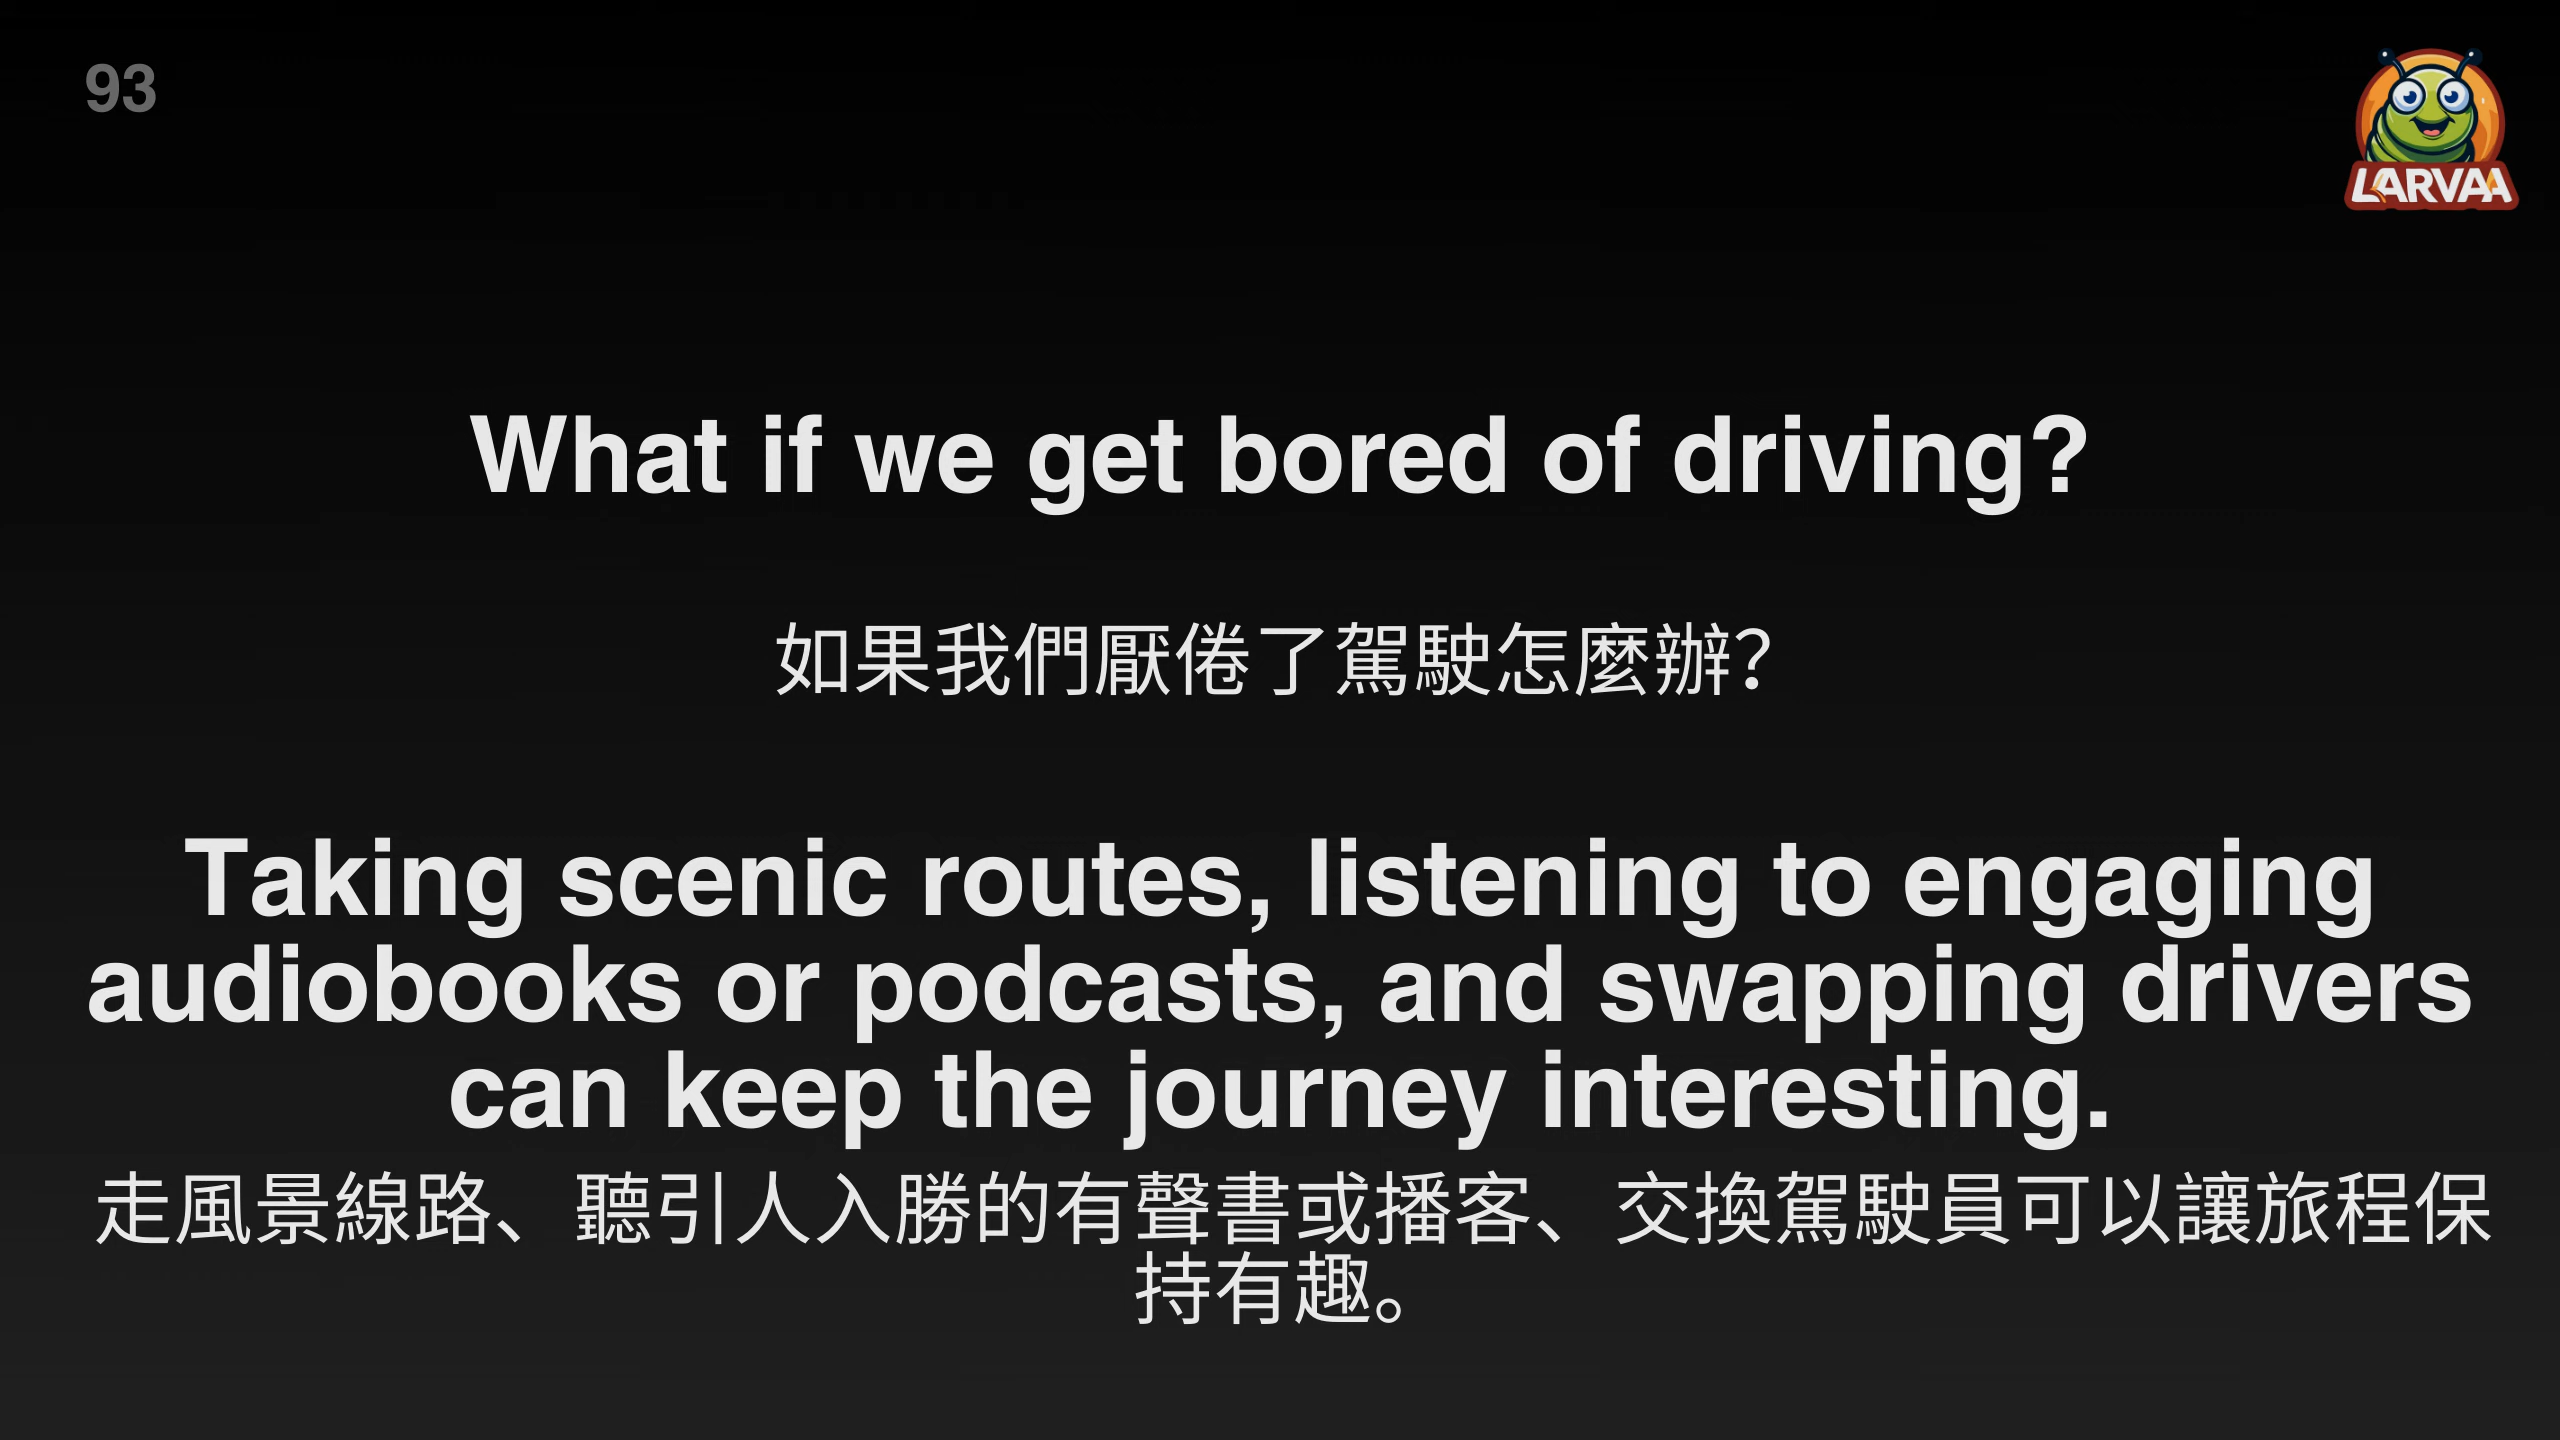 93
LARVAA
What if we get bored of driving?
如果我們厭倦了駕駛怎麼辦？
Taking scenic routes, listening to engaging
audiobooks or podcasts, and swapping drivers
can keep the journey interesting.
走風景線路、聽引人入勝的有聲書或播客、交換駕駛員可以讓旅程保
持有趣。